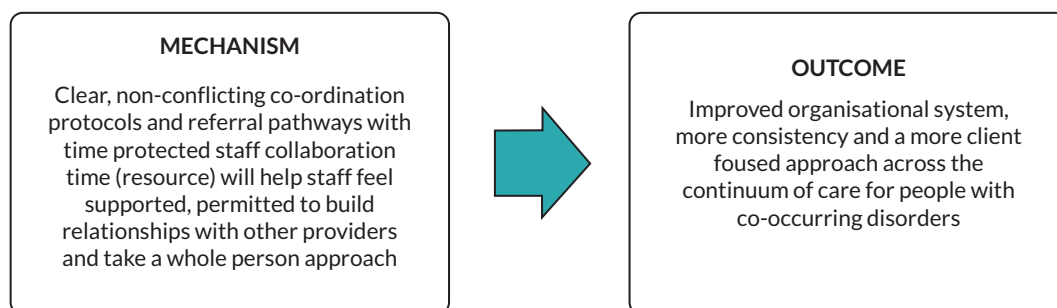 MECHANISM
Clear, non-conflicting co-ordination
protocols and referral pathways with
time protected staff collaboration
time (resource) will help staff feel
supported, permitted to build
relationships with other providers
and take a whole person approach
OUTCOME
Improved organisational system,
more consistency and a more client
foused approach across the
continuum of care for people with
co-occurring disorders